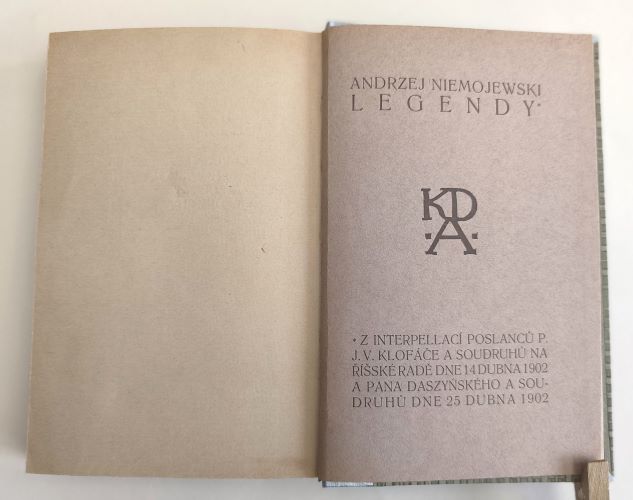 ANDRZEJ NIEMOJEWSKI
LEGENDY*
KD
·A·
* Z INTERPELLACÍ POSLANCŮ P.
J. V. KLOFÁČE A SOUDRUHŮ NA
ŘÍŠSKÉ RADĚ DNE 14 DUBNA 1902
A PANA DASZYŃSKÉHO A SOU-
DRUHŮ DNE 25 DUBNA 1902